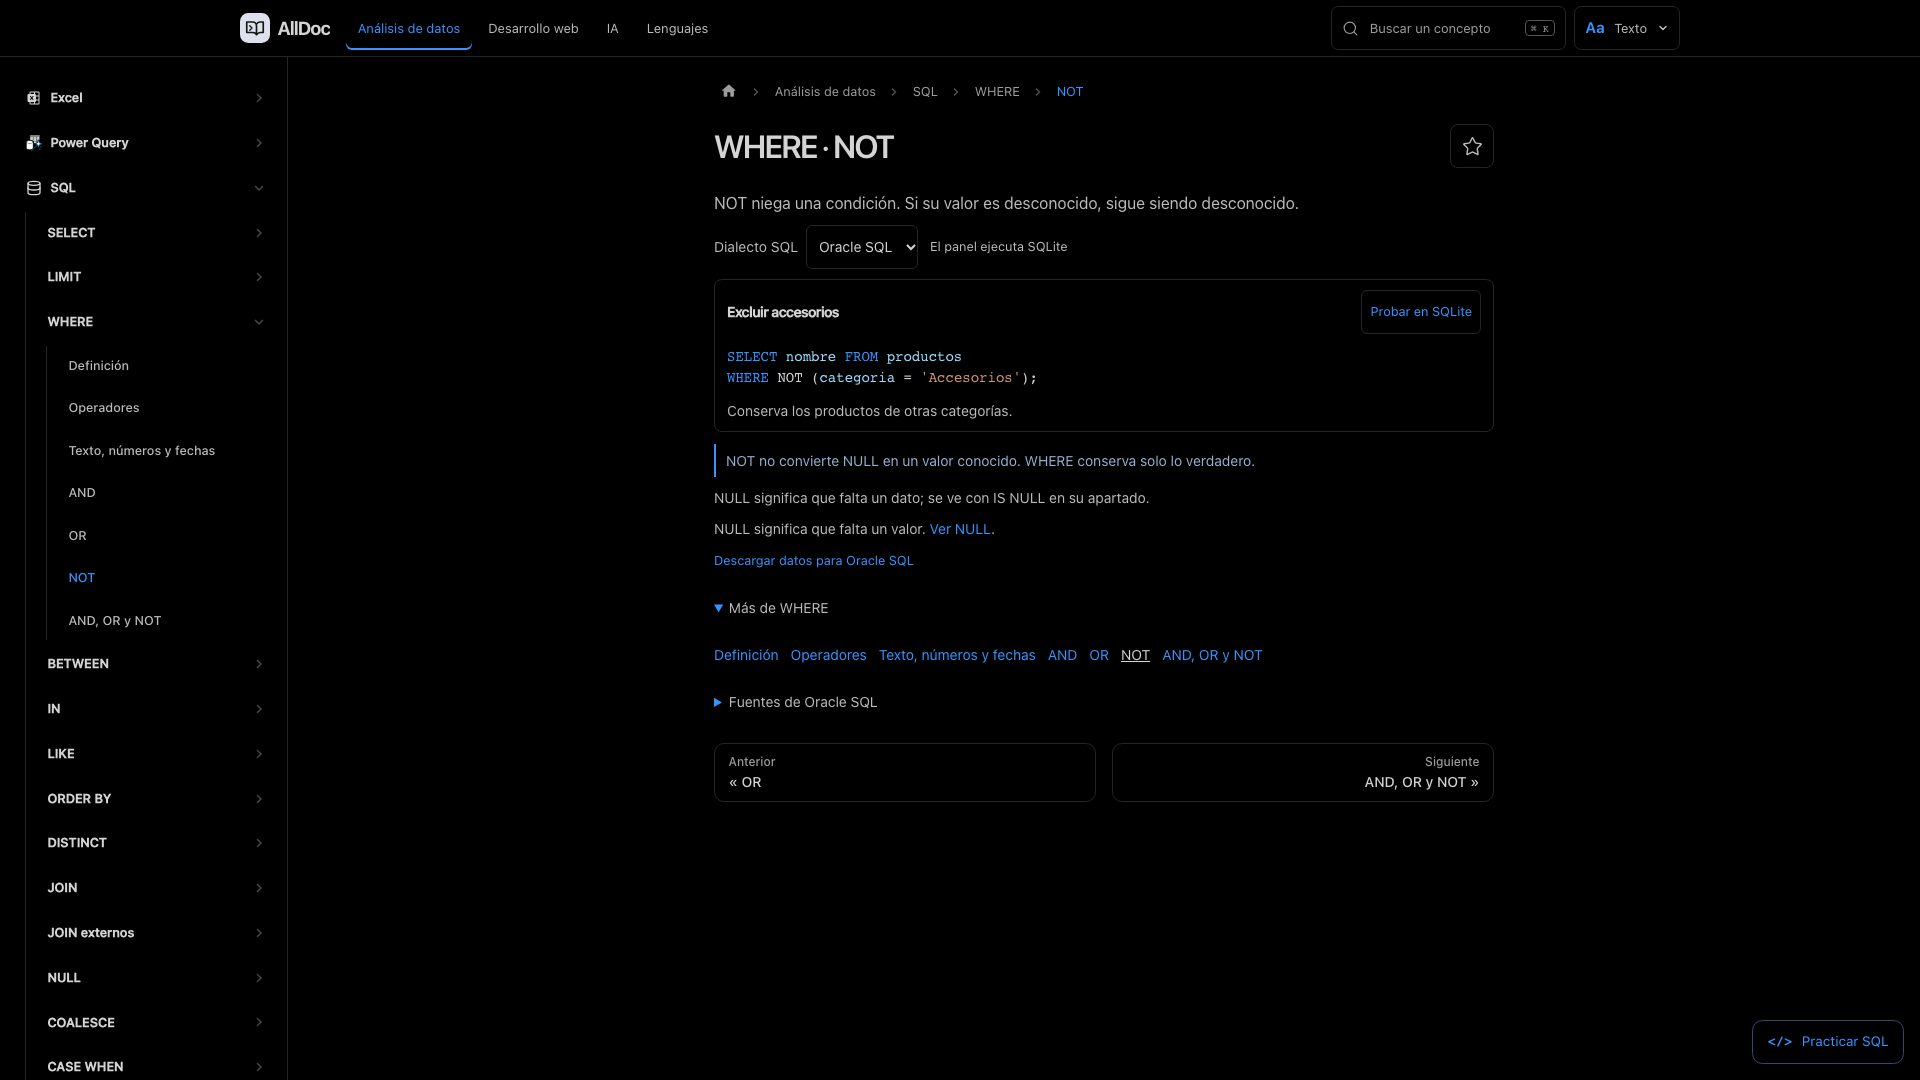 AllDoc
Análisis de datos
Desarrollo web
IA
Lenguajes
Buscar un concepto
⌘ K
Aa Texto
Excel
Power Query
SQL
SELECT
LIMIT
WHERE
Definición
Operadores
Texto, números y fechas
AND
OR
NOT
AND, OR y NOT
BETWEEN
IN
LIKE
ORDER BY
DISTINCT
JOIN
JOIN externos
NULL
COALESCE
CASE WHEN
Análisis de datos
SQL
WHERE
NOT
WHERE · NOT
NOT niega una condición. Si su valor es desconocido, sigue siendo desconocido.
Dialecto SQL Oracle SQL El panel ejecuta SQLite
Excluir accesorios
Probar en SQLite
SELECT nombre FROM productos
WHERE NOT (categoria = 'Accesorios');
Conserva los productos de otras categorías.
NOT no convierte NULL en un valor conocido. WHERE conserva solo lo verdadero.
NULL significa que falta un dato; se ve con IS NULL en su apartado.
NULL significa que falta un valor. Ver NULL.
Descargar datos para Oracle SQL
Más de WHERE
Definición Operadores Texto, números y fechas AND OR NOT AND, OR y NOT
Fuentes de Oracle SQL
Anterior
« OR
Siguiente
AND, OR y NOT »
</> Practicar SQL